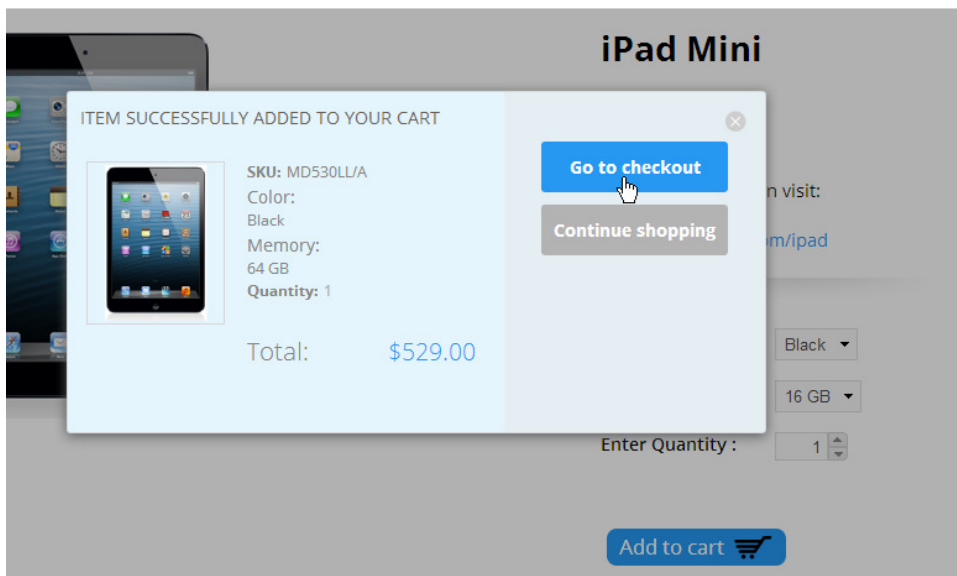 iPad Mini
ITEM SUCCESSFULLY ADDED TO YOUR CART
SKU: MD530LL/A
Color:
Black
Memory:
64 GB
Quantity: 1
Total: $529.00
Go to checkout
Continue shopping
n visit:
om/ipad
Black
16 GB
Enter Quantity : 1
Add to cart